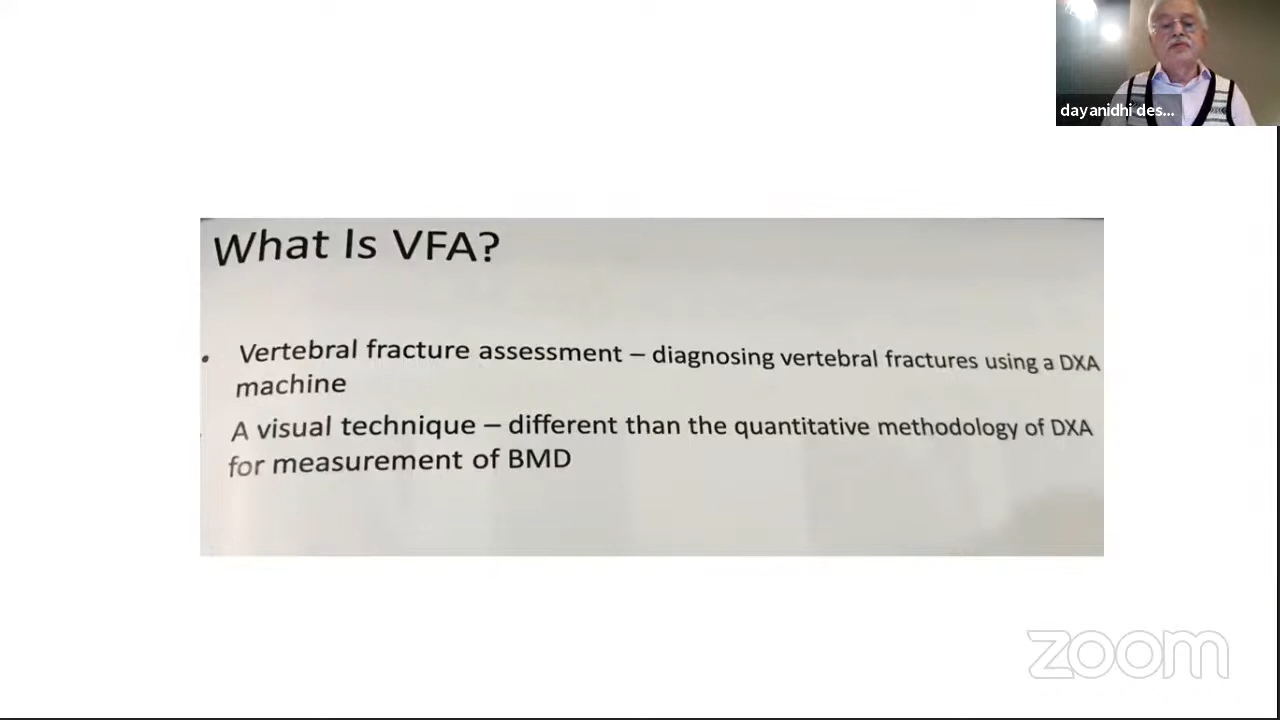 dayanidhi des...
What Is VFA?
• Vertebral fracture assessment – diagnosing vertebral fractures using a DXA
machine
A visual technique – different than the quantitative methodology of DXA
for measurement of BMD
zoom